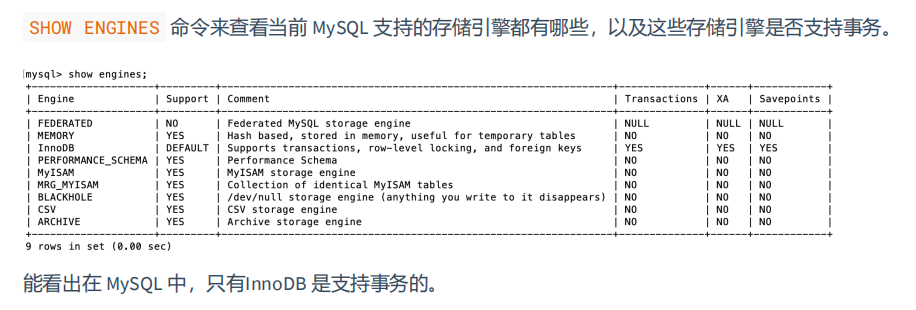 SHOW ENGINES 命令来查看当前 MySQL 支持的存储引擎都有哪些，以及这些存储引擎是否支持事务。
mysql> show engines;
+--------------------+---------+----------------------------------------------------------------+--------------+------+------------+
| Engine | Support | Comment | Transactions | XA | Savepoints |
+--------------------+---------+----------------------------------------------------------------+--------------+------+------------+
| FEDERATED | NO | Federated MySQL storage engine | NULL | NULL | NULL |
| MEMORY | YES | Hash based, stored in memory, useful for temporary tables | NO | NO | NO |
| InnoDB | DEFAULT | Supports transactions, row-level locking, and foreign keys | YES | YES | YES |
| PERFORMANCE_SCHEMA | YES | Performance Schema | NO | NO | NO |
| MyISAM | YES | MyISAM storage engine | NO | NO | NO |
| MRG_MYISAM | YES | Collection of identical MyISAM tables | NO | NO | NO |
| BLACKHOLE | YES | /dev/null storage engine (anything you write to it disappears) | NO | NO | NO |
| CSV | YES | CSV storage engine | NO | NO | NO |
| ARCHIVE | YES | Archive storage engine | NO | NO | NO |
+--------------------+---------+----------------------------------------------------------------+--------------+------+------------+
9 rows in set (0.00 sec)
能看出在 MySQL 中，只有InnoDB 是支持事务的。